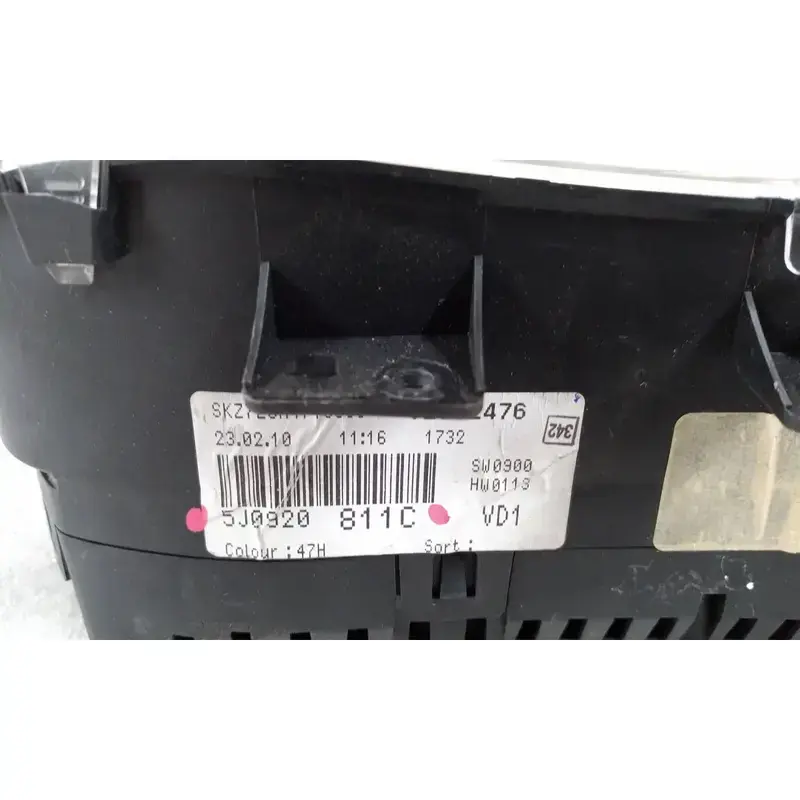 476
342
23.02.10 11:16 1732
SW0900
HW0113
5J0920 811C VD1
Colour : 47H Sort :